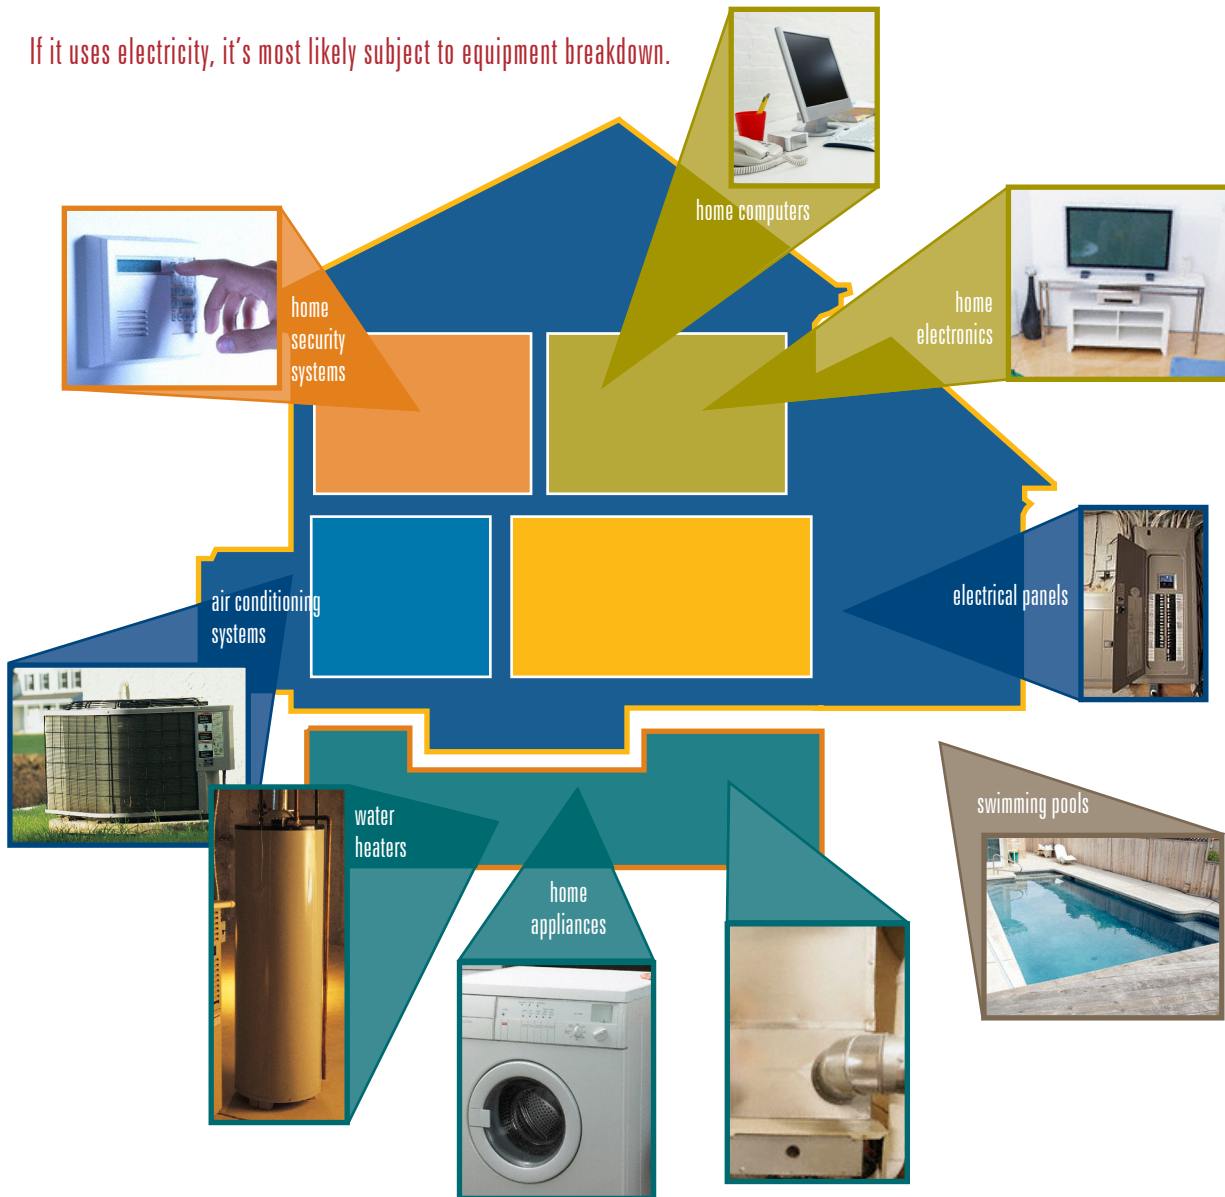 If it uses electricity, it's most likely subject to equipment breakdown.
home computers
home
security
systems
home
electronics
air conditioning
systems
electrical panels
water
heaters
home
appliances
swimming pools